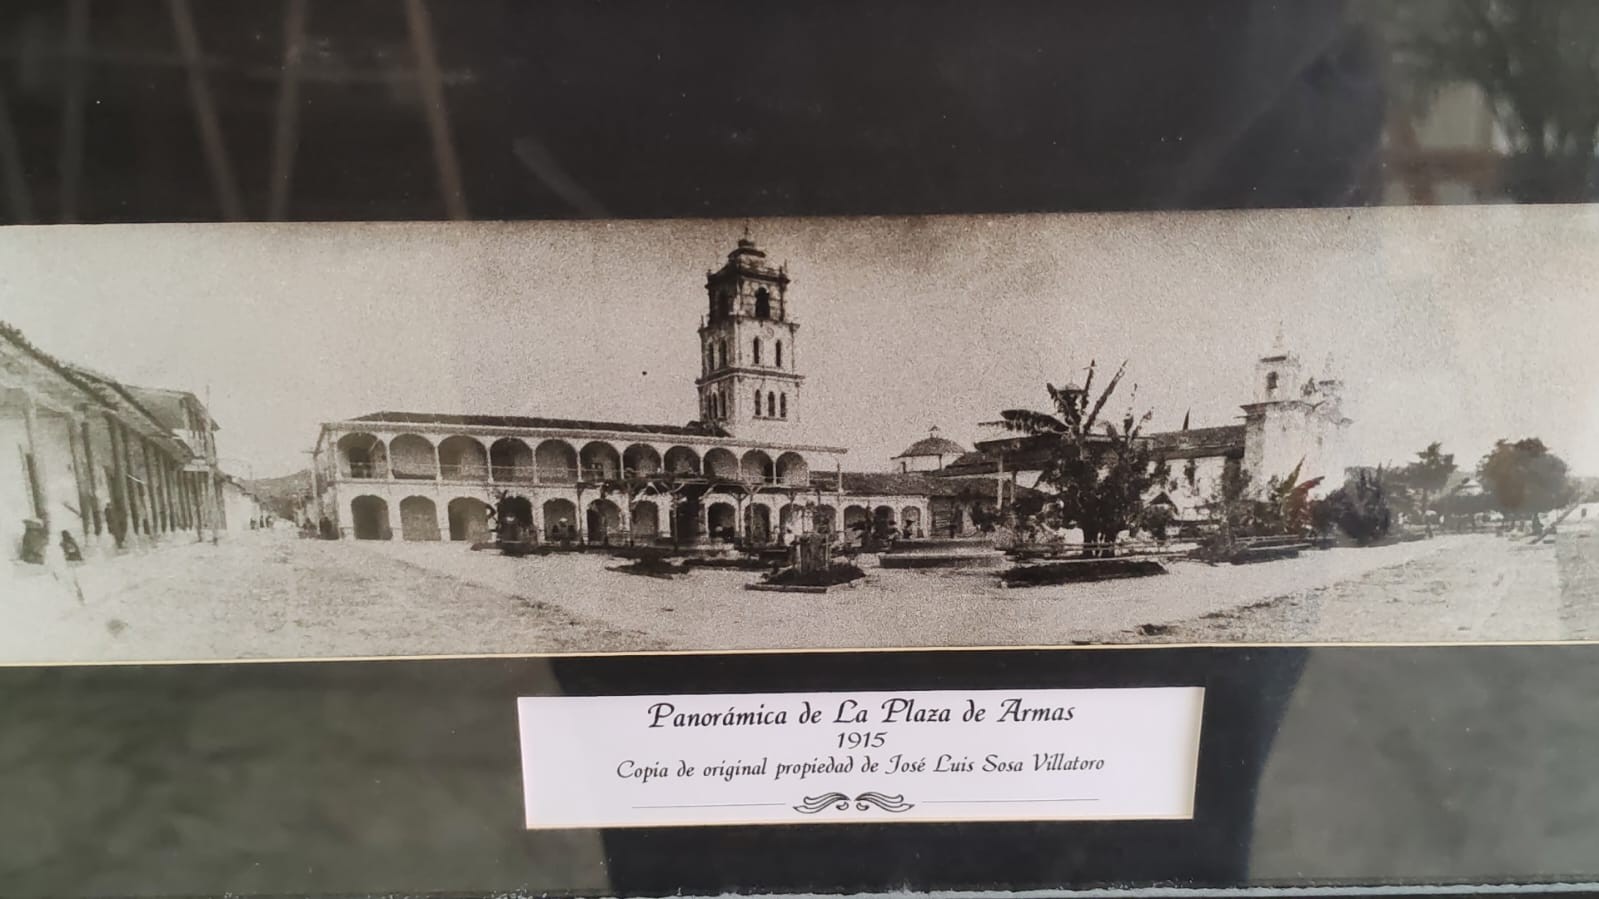 Panorámica de La Plaza de Armas
1915
Copia de original propiedad de José Luis Sosa Villatoro